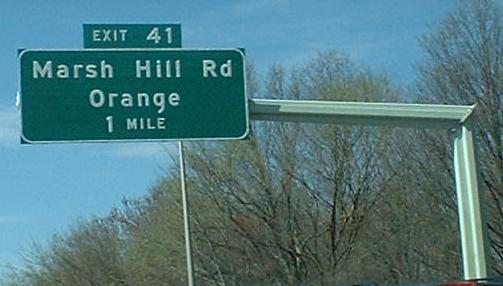 EXIT 41
Marsh Hill Rd
Orange
1 MILE